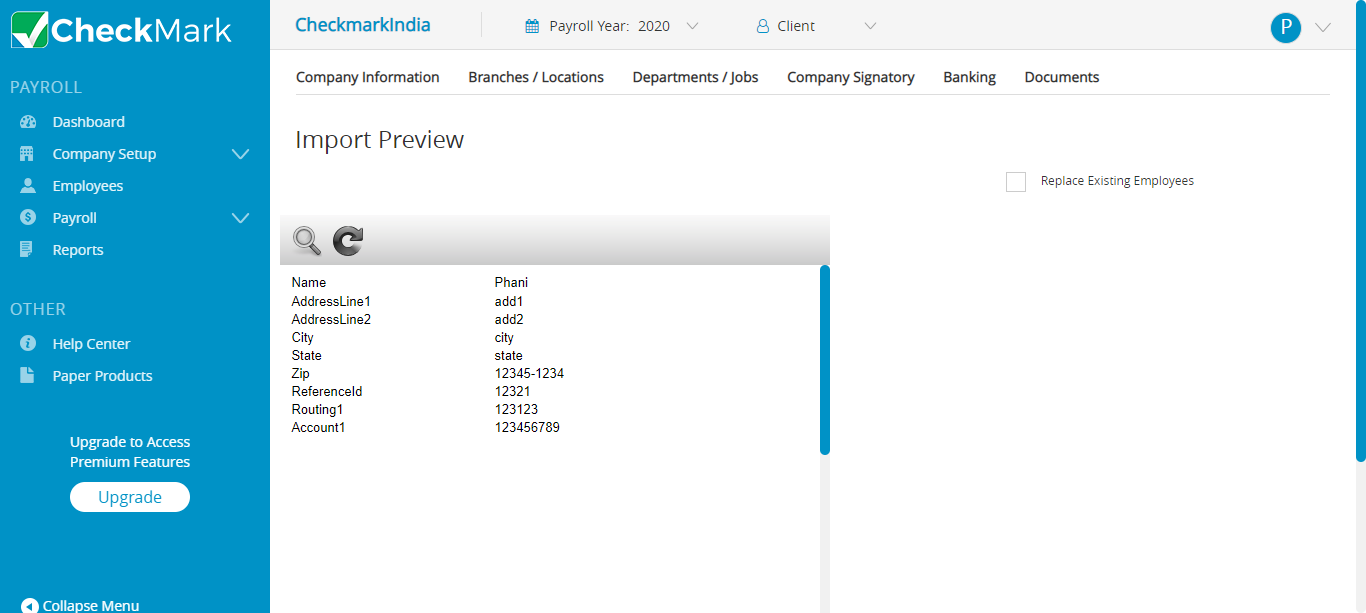 CheckMark
CheckmarkIndia
Payroll Year: 2020
Client
P
PAYROLL
Dashboard
Company Setup
Employees
Payroll
Reports
OTHER
Help Center
Paper Products
Upgrade to Access
Premium Features
Upgrade
Collapse Menu
Company Information Branches / Locations Departments / Jobs Company Signatory Banking Documents
Import Preview
Replace Existing Employees
Name Phani
AddressLine1 add1
AddressLine2 add2
City city
State state
Zip 12345-1234
ReferenceId 12321
Routing1 123123
Account1 123456789